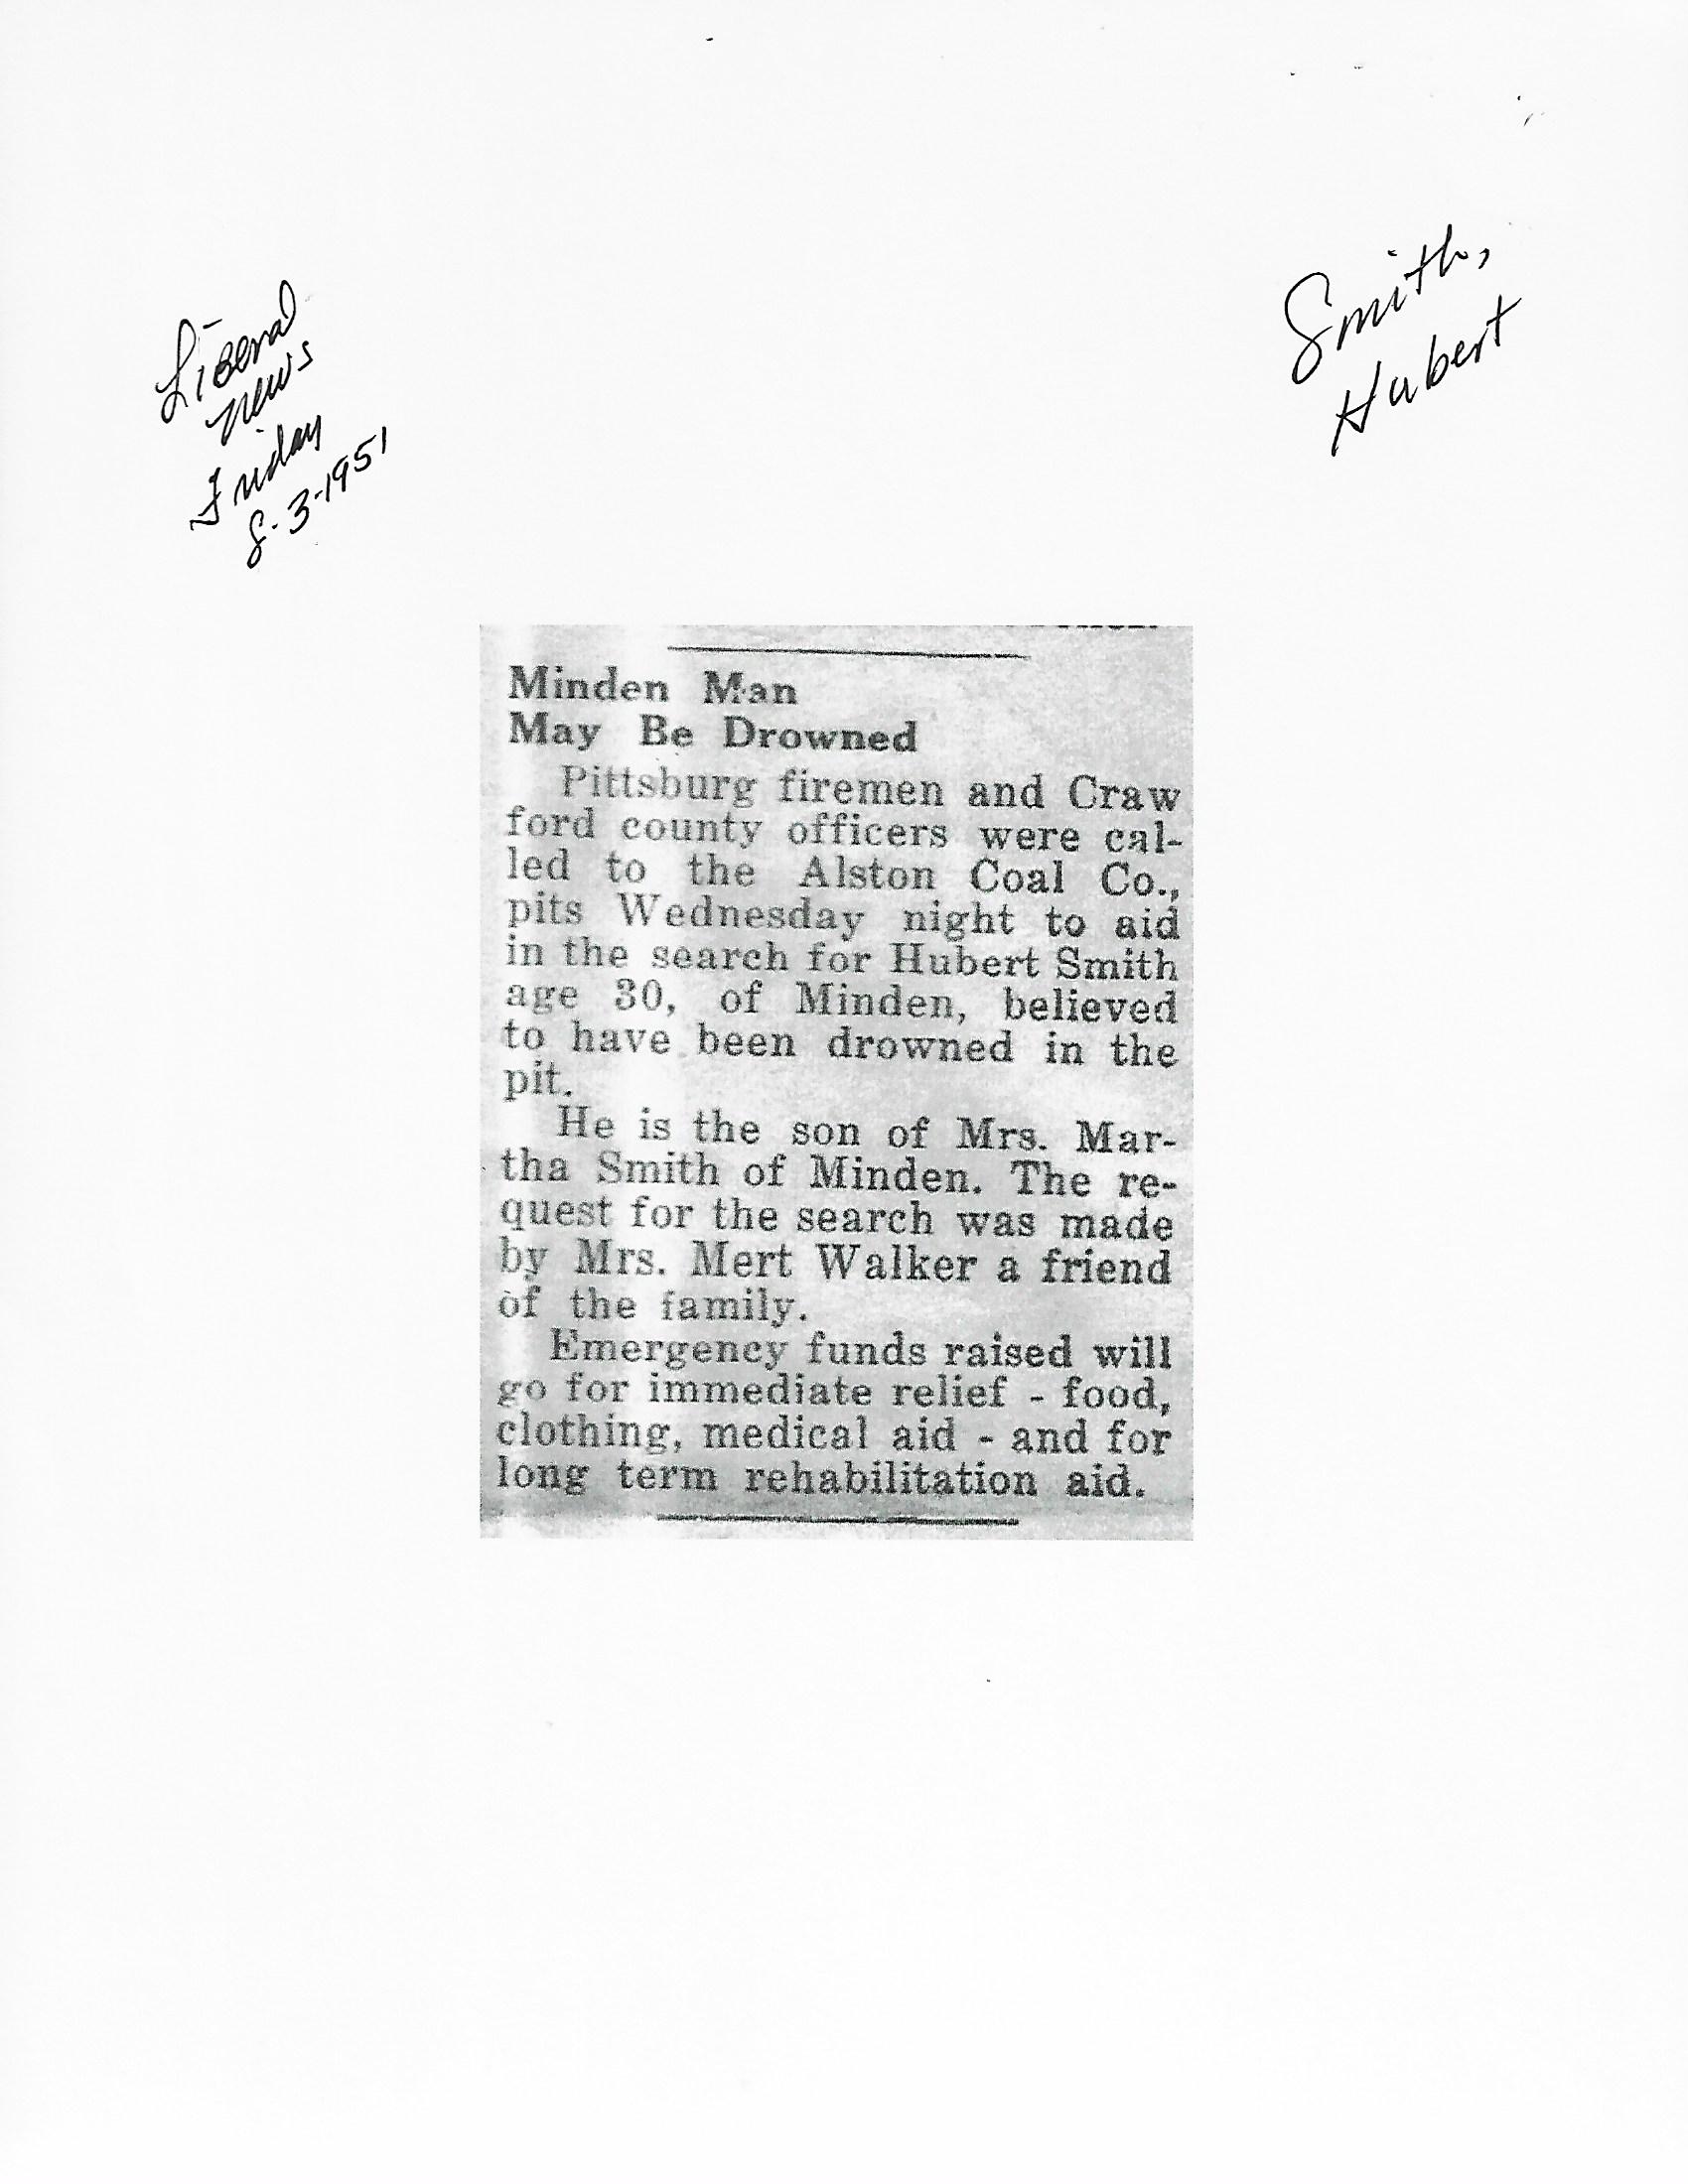 Liberal
News
Friday
8-3-1951
Smith,
Hubert
Minden Man
May Be Drowned
Pittsburg firemen and Craw
ford county officers were cal-
led to the Alston Coal Co.,
pits Wednesday night to aid
in the search for Hubert Smith
age 30, of Minden, believed
to have been drowned in the
pit.
He is the son of Mrs. Mar-
tha Smith of Minden. The re-
quest for the search was made
by Mrs. Mert Walker a friend
of the family.
Emergency funds raised will
go for immediate relief - food,
clothing, medical aid - and for
long term rehabilitation aid.